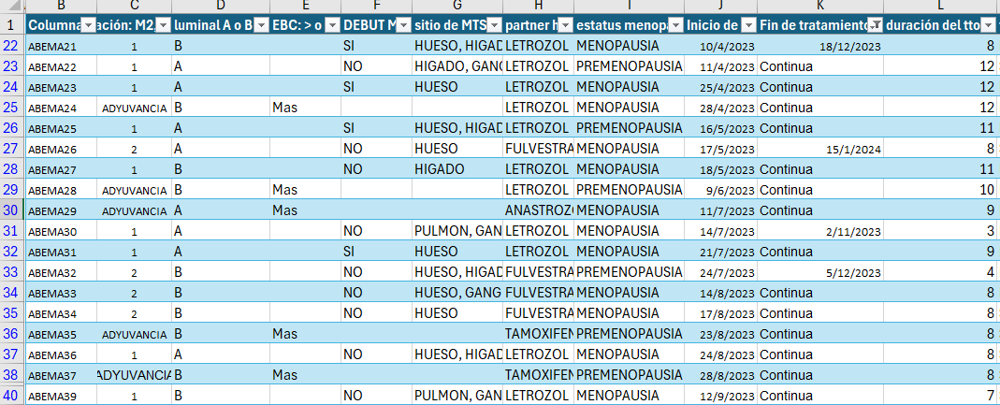 B C D E F G H I J K L
1 Columna ación: M2, luminal A o B EBC: > o DEBUT M sitio de MTS partner h estatus menopa Inicio de Fin de tratamiento duración del tto
22 ABEMA21 1 B SI HUESO, HIGAD LETROZOL MENOPAUSIA 10/4/2023 18/12/2023 8
23 ABEMA22 1 A NO HIGADO, GANG LETROZOL PREMENOPAUSIA 11/4/2023 Continua 12
24 ABEMA23 1 A SI HUESO LETROZOL MENOPAUSIA 25/4/2023 Continua 12
25 ABEMA24 ADYUVANCIA B Mas LETROZOL MENOPAUSIA 28/4/2023 Continua 12
26 ABEMA25 1 A SI HUESO, HIGAD LETROZOL PREMENOPAUSIA 16/5/2023 Continua 11
27 ABEMA26 2 A NO HUESO FULVESTRA MENOPAUSIA 17/5/2023 15/1/2024 8
28 ABEMA27 1 B NO HIGADO LETROZOL MENOPAUSIA 18/5/2023 Continua 11
29 ABEMA28 ADYUVANCIA B Mas LETROZOL PREMENOPAUSIA 9/6/2023 Continua 10
30 ABEMA29 ADYUVANCIA A Mas ANASTROZO MENOPAUSIA 11/7/2023 Continua 9
31 ABEMA30 1 A NO PULMON, GAN LETROZOL MENOPAUSIA 14/7/2023 2/11/2023 3
32 ABEMA31 1 A SI HUESO LETROZOL MENOPAUSIA 21/7/2023 Continua 9
33 ABEMA32 2 B NO HUESO, HIGAD FULVESTRA MENOPAUSIA 24/7/2023 5/12/2023 4
34 ABEMA33 2 B NO HUESO, GANG FULVESTRA MENOPAUSIA 14/8/2023 Continua 8
35 ABEMA34 2 B NO HUESO FULVESTRA MENOPAUSIA 17/8/2023 Continua 8
36 ABEMA35 ADYUVANCIA B Mas TAMOXIFEN PREMENOPAUSIA 23/8/2023 Continua 8
37 ABEMA36 1 A NO HUESO, HIGAD LETROZOL MENOPAUSIA 24/8/2023 Continua 8
38 ABEMA37 ADYUVANCIA B Mas TAMOXIFEN PREMENOPAUSIA 28/8/2023 Continua 8
40 ABEMA39 1 B NO PULMON, GAN LETROZOL MENOPAUSIA 12/9/2023 Continua 7